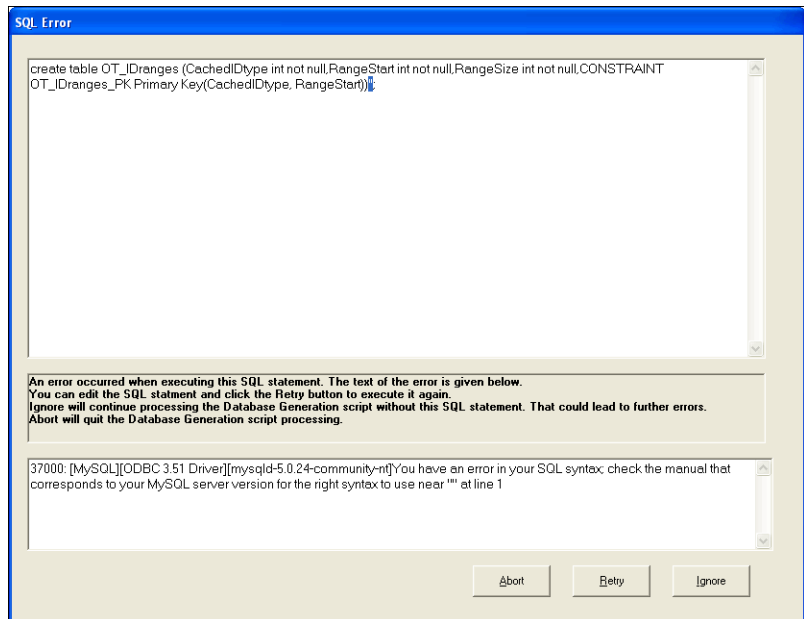 SQL Error
create table OT_IDranges (CachedIDtype int not null,RangeStart int not null,RangeSize int not null,CONSTRAINT
OT_IDranges_PK Primary Key(CachedIDtype, RangeStart))";
An error occurred when executing this SQL statement. The text of the error is given below.
You can edit the SQL statment and click the Retry button to execute it again.
Ignore will continue processing the Database Generation script without this SQL statement. That could lead to further errors.
Abort will quit the Database Generation script processing.
37000: [MySQL][ODBC 3.51 Driver][mysqld-5.0.24-community-nt]You have an error in your SQL syntax; check the manual that
corresponds to your MySQL server version for the right syntax to use near '"' at line 1
Abort
Retry
Ignore